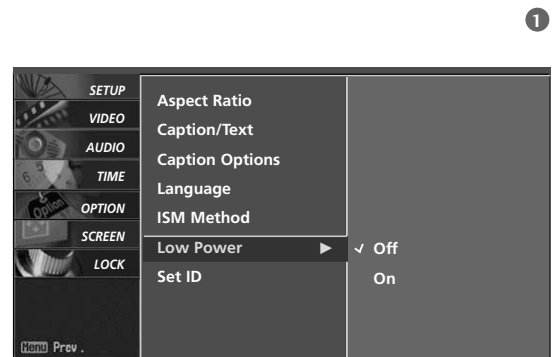 1
SETUP
VIDEO
AUDIO
TIME
OPTION
SCREEN
LOCK
Menu Prev.
Aspect Ratio
Caption/Text
Caption Options
Language
ISM Method
Low Power ▶ ✓ Off
On
Set ID